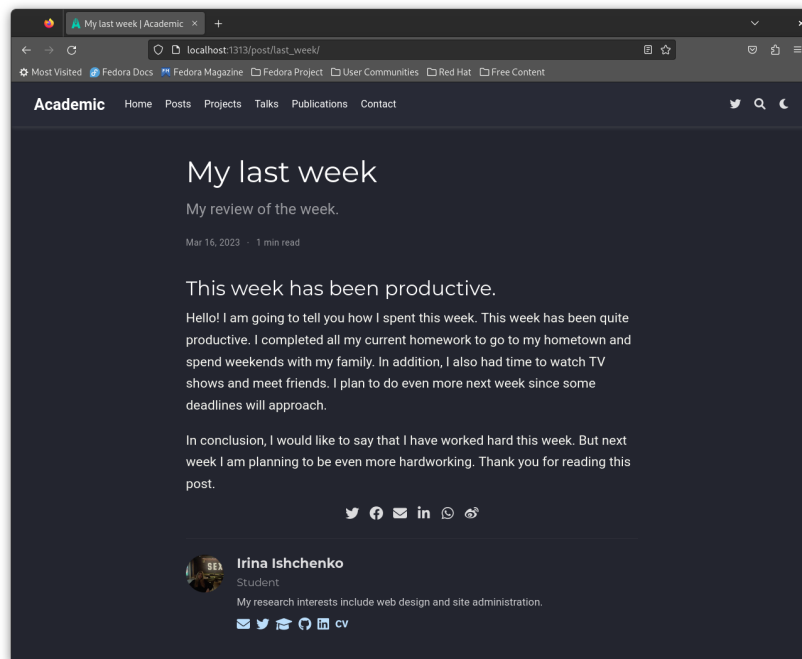 My last week | Academic
localhost:1313/post/last_week/
Most Visited Fedora Docs Fedora Magazine Fedora Project User Communities Red Hat Free Content
Academic Home Posts Projects Talks Publications Contact
My last week
My review of the week.
Mar 16, 2023 · 1 min read
This week has been productive.
Hello! I am going to tell you how I spent this week. This week has been quite
productive. I completed all my current homework to go to my hometown and
spend weekends with my family. In addition, I also had time to watch TV
shows and meet friends. I plan to do even more next week since some
deadlines will approach.
In conclusion, I would like to say that I have worked hard this week. But next
week I am planning to be even more hardworking. Thank you for reading this
post.
SEX
Irina Ishchenko
Student
My research interests include web design and site administration.
CV